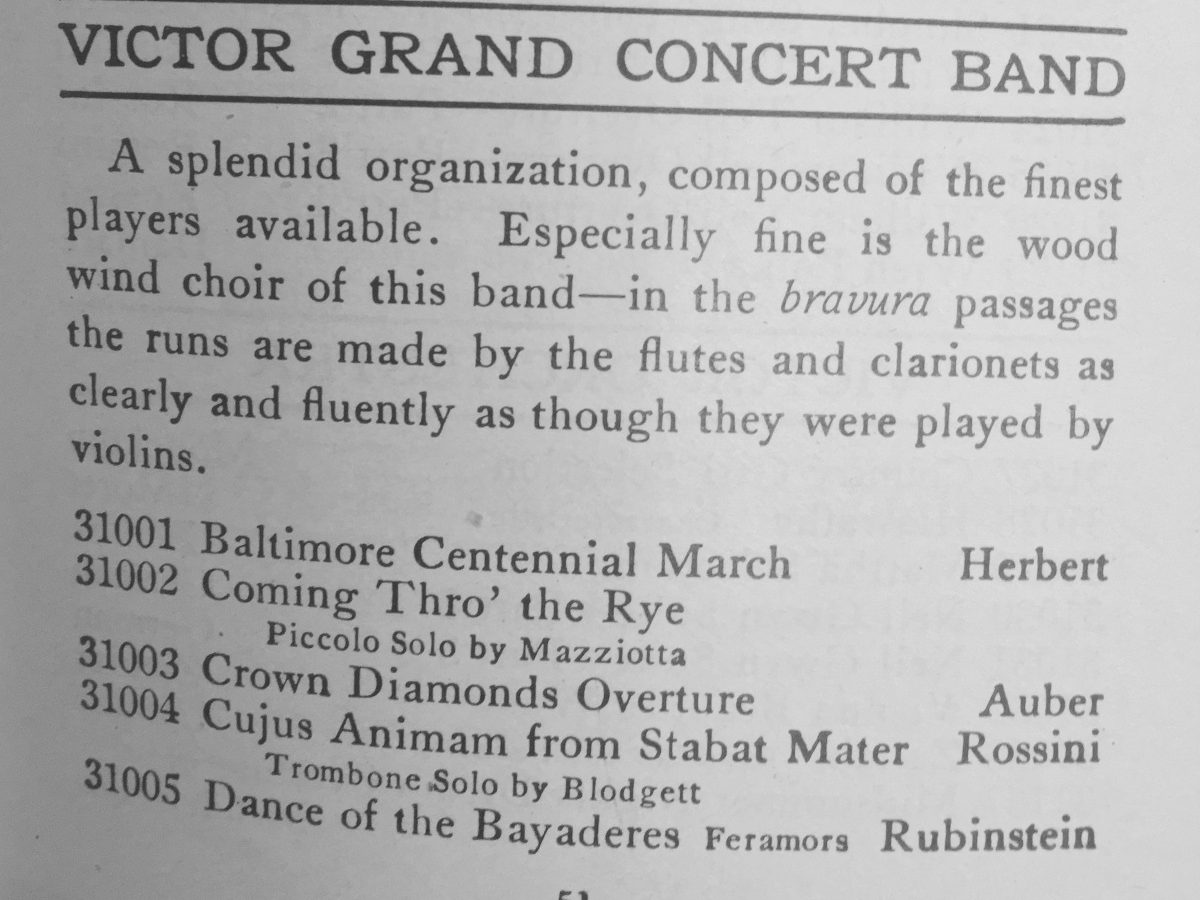 VICTOR GRAND CONCERT BAND
A splendid organization, composed of the finest
players available. Especially fine is the wood
wind choir of this band—in the bravura passages
the runs are made by the flutes and clarionets as
clearly and fluently as though they were played by
violins.
31001 Baltimore Centennial March Herbert
31002 Coming Thro' the Rye
Piccolo Solo by Mazziotta
31003 Crown Diamonds Overture Auber
31004 Cujus Animam from Stabat Mater Rossini
Trombone Solo by Blodgett
31005 Dance of the Bayaderes Feramors Rubinstein